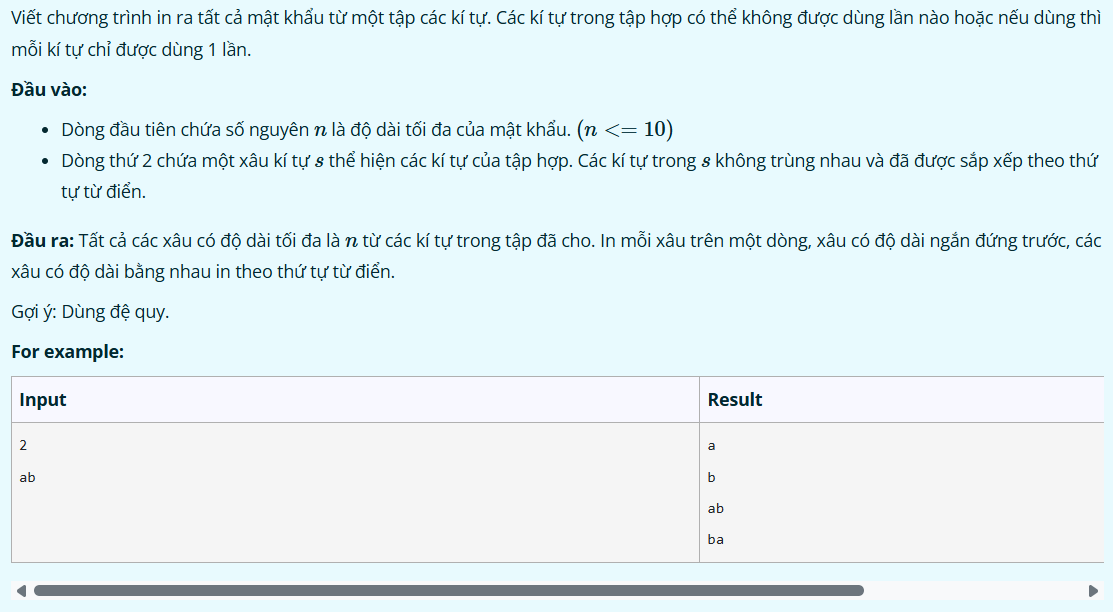 Viết chương trình in ra tất cả mật khẩu từ một tập các kí tự. Các kí tự trong tập hợp có thể không được dùng lần nào hoặc nếu dùng thì
mỗi kí tự chỉ được dùng 1 lần.
Đầu vào:
• Dòng đầu tiên chứa số nguyên n là độ dài tối đa của mật khẩu. (n <= 10)
• Dòng thứ 2 chứa một xâu kí tự s thể hiện các kí tự của tập hợp. Các kí tự trong s không trùng nhau và đã được sắp xếp theo thứ
tự từ điển.
Đầu ra: Tất cả các xâu có độ dài tối đa là n từ các kí tự trong tập đã cho. In mỗi xâu trên một dòng, xâu có độ dài ngắn đứng trước, các
xâu có độ dài bằng nhau in theo thứ tự từ điển.
Gợi ý: Dùng đệ quy.
For example:
Input Result
2 a
ab b
ab
ba